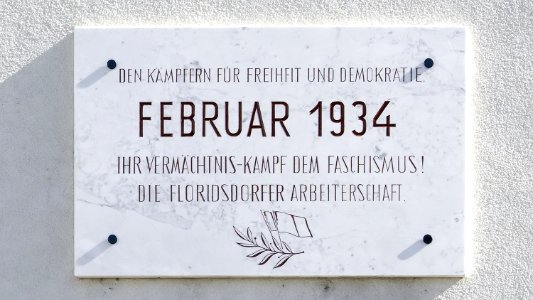 DEN KÄMPFERN FÜR FREIHEIT UND DEMOKRATIE.
FEBRUAR 1934
IHR VERMÄCHTNIS-KAMPF DEM FASCHISMUS!
DIE FLORIDSDORFER ARBEITERSCHAFT.